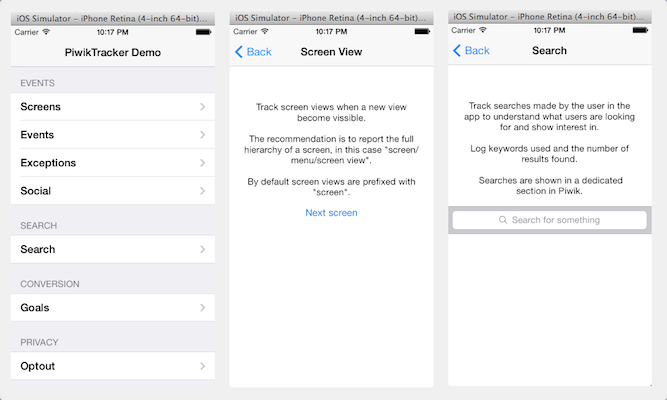 iOS Simulator – iPhone Retina (4-inch 64-bit)...
Carrier 10:17 PM
PiwikTracker Demo
EVENTS
Screens
Events
Exceptions
Social
SEARCH
Search
CONVERSION
Goals
PRIVACY
Optout
iOS Simulator – iPhone Retina (4-inch 64-bit)...
Carrier 10:17 PM
Back Screen View
Track screen views when a new view
become vissible.
The recommendation is to report the full
hierarchy of a screen, in this case "screen/
menu/screen view".
By default screen views are prefixed with
"screen".
Next screen
iOS Simulator – iPhone Retina (4-inch 64-bit)...
Carrier 10:17 PM
Back Search
Track searches made by the user in the
app to understand what users are looking
for and show interest in.
Log keywords used and the number of
results found.
Searches are shown in a dedicated
section in Piwik.
Search for something